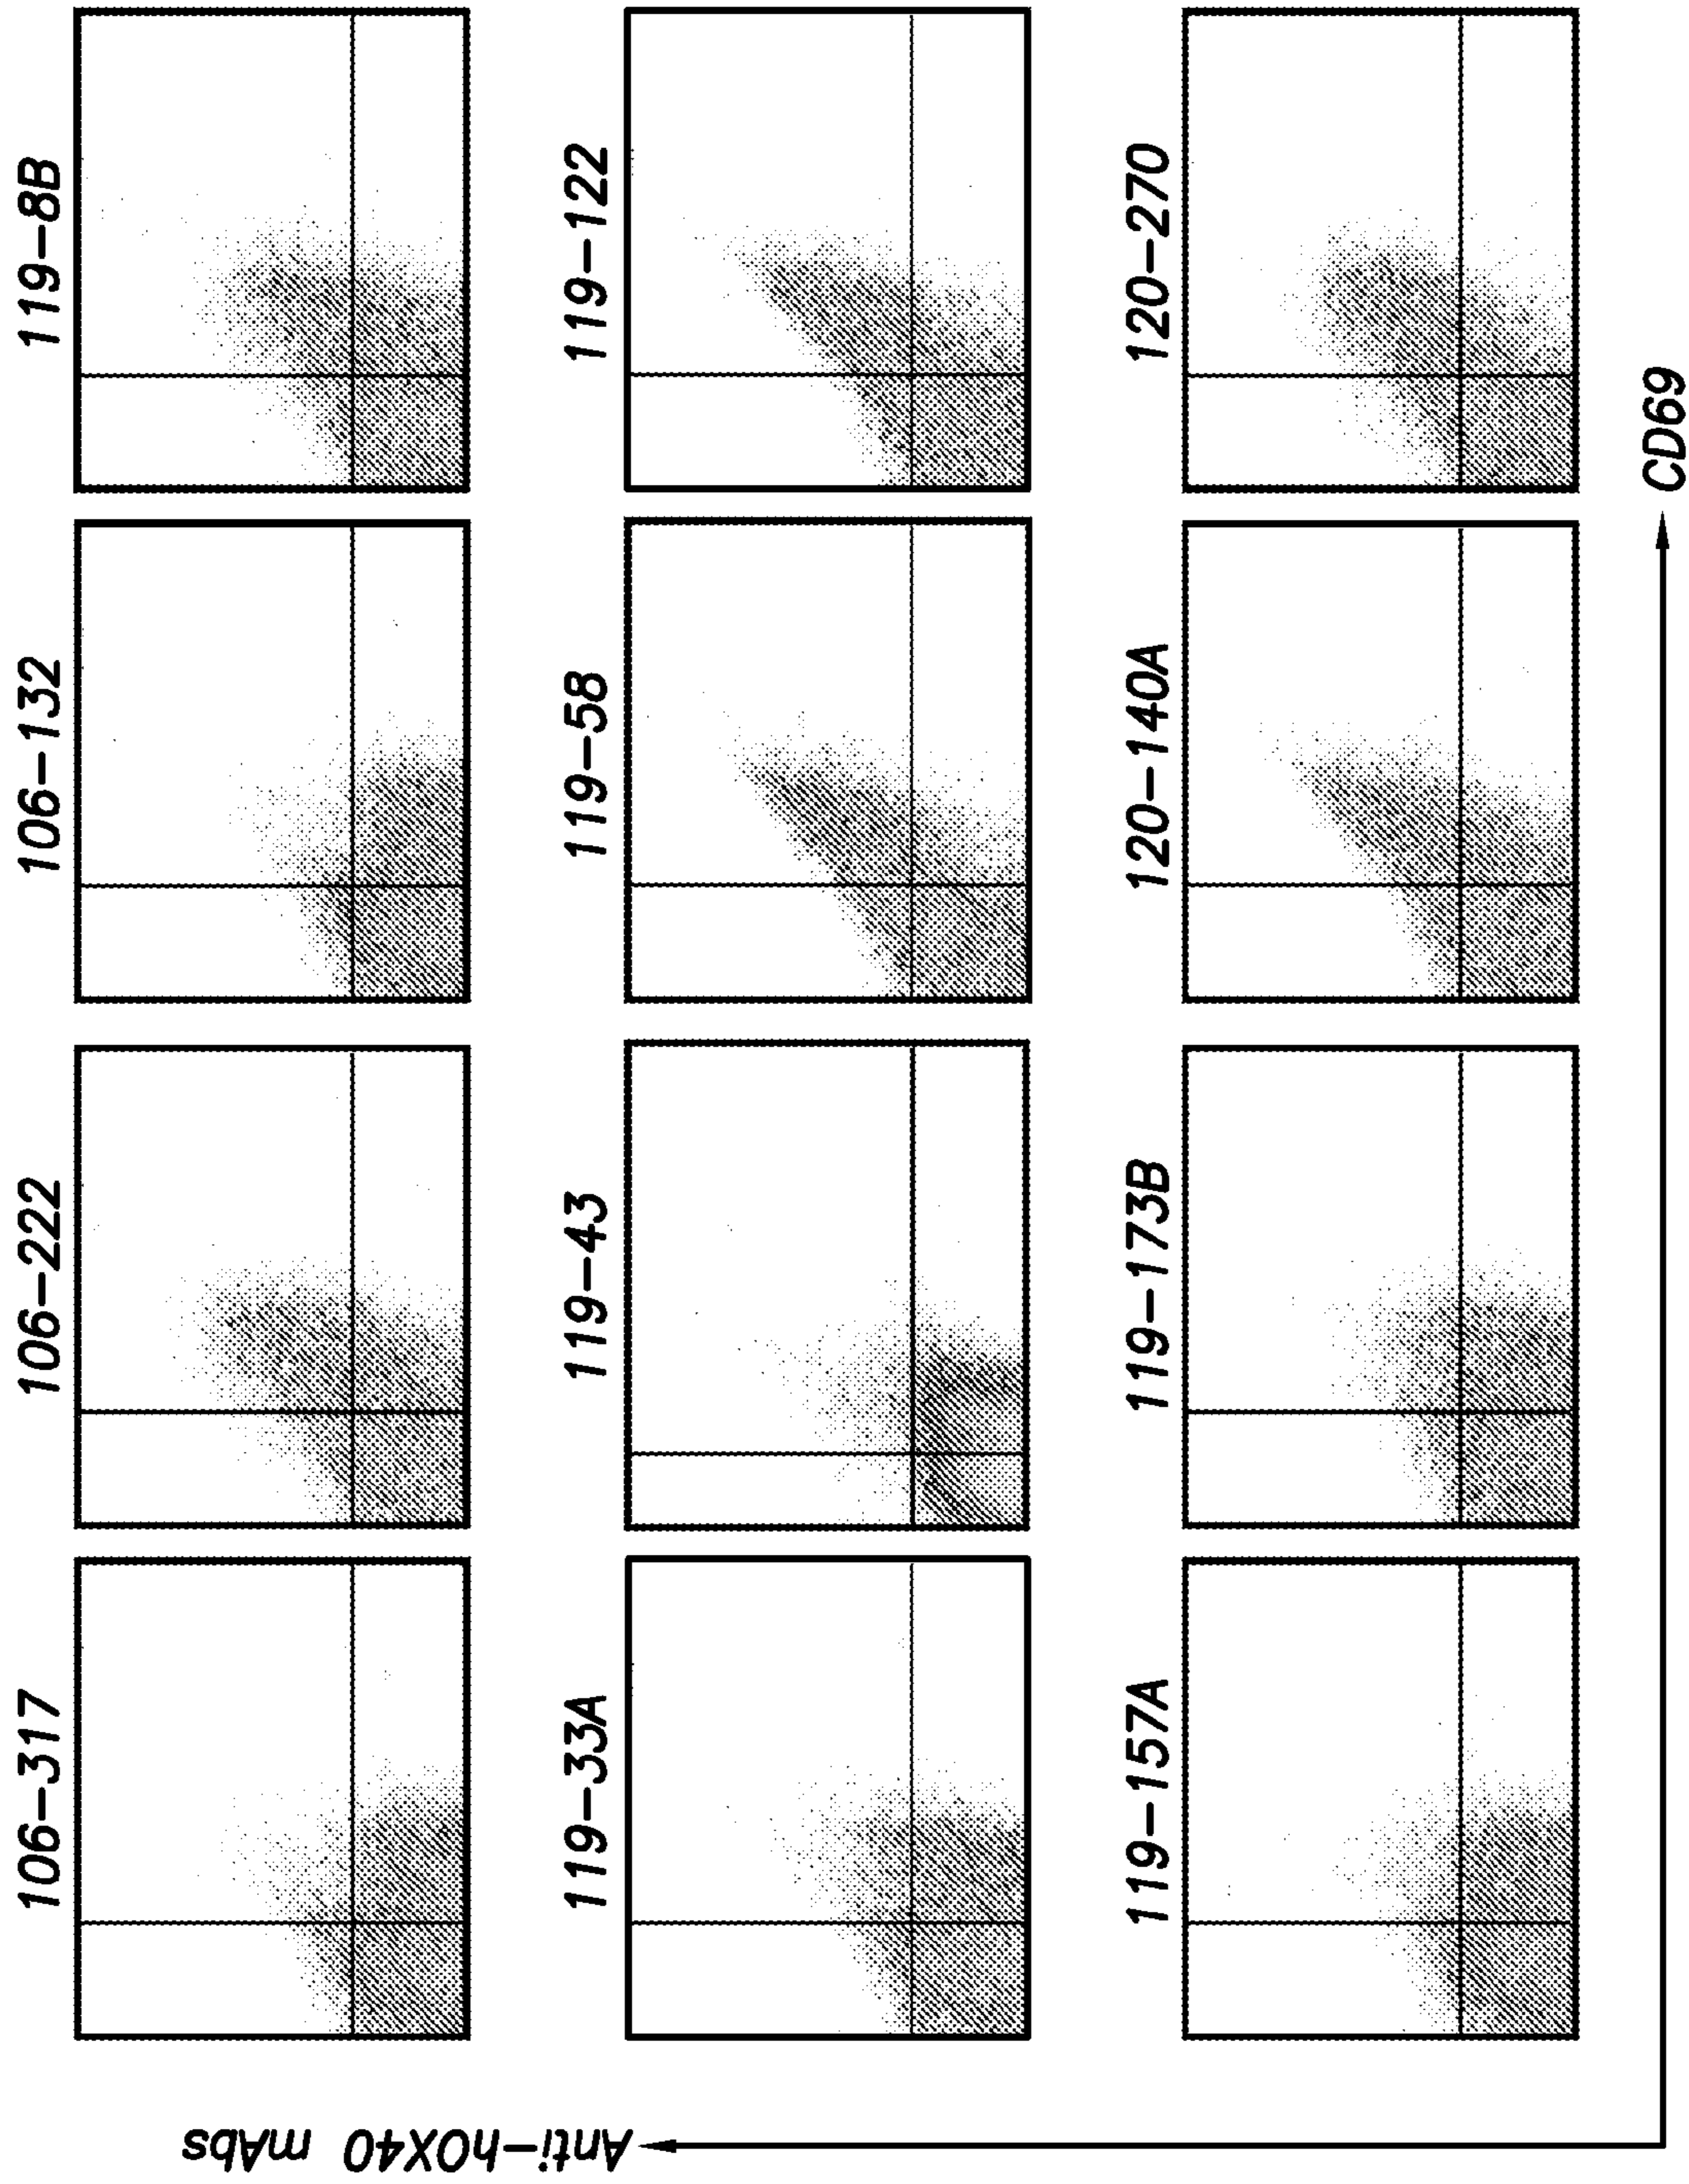 106-317
106-222
106-132
119-8B
119-33A
119-43
119-58
119-122
119-157A
119-173B
120-140A
120-270
Anti-hOX40 mAbs
CD69